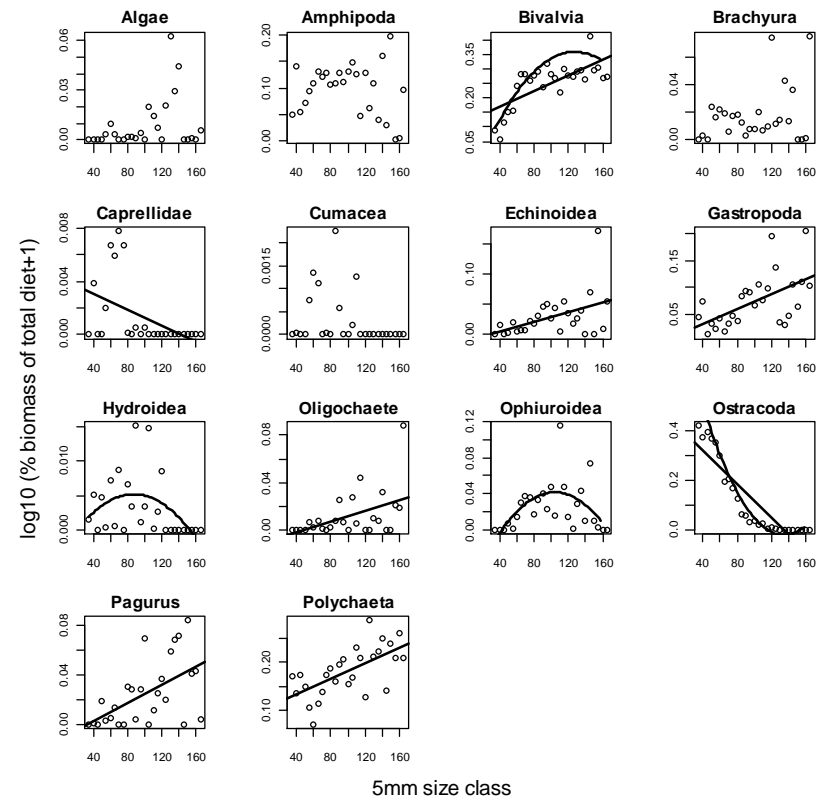 Algae Amphipoda Bivalvia Brachyura
0.00 0.03 0.06
0.00 0.10 0.20
0.05 0.20 0.35
0.00 0.04
40 80 120 160 40 80 120 160 40 80 120 160 40 80 120 160
Caprellidae Cumacea Echinoidea Gastropoda
0.000 0.004 0.008
0.0000 0.0015
0.00 0.10
0.05 0.15
40 80 120 160 40 80 120 160 40 80 120 160 40 80 120 160
Hydroidea Oligochaete Ophiuroidea Ostracoda
0.000 0.010
0.00 0.04 0.08
0.00 0.04 0.08 0.12
0.0 0.2 0.4
40 80 120 160 40 80 120 160 40 80 120 160 40 80 120 160
Pagurus Polychaeta
0.00 0.04 0.08
0.10 0.20
40 80 120 160 40 80 120 160
log10 (% biomass of total diet+1)
5mm size class